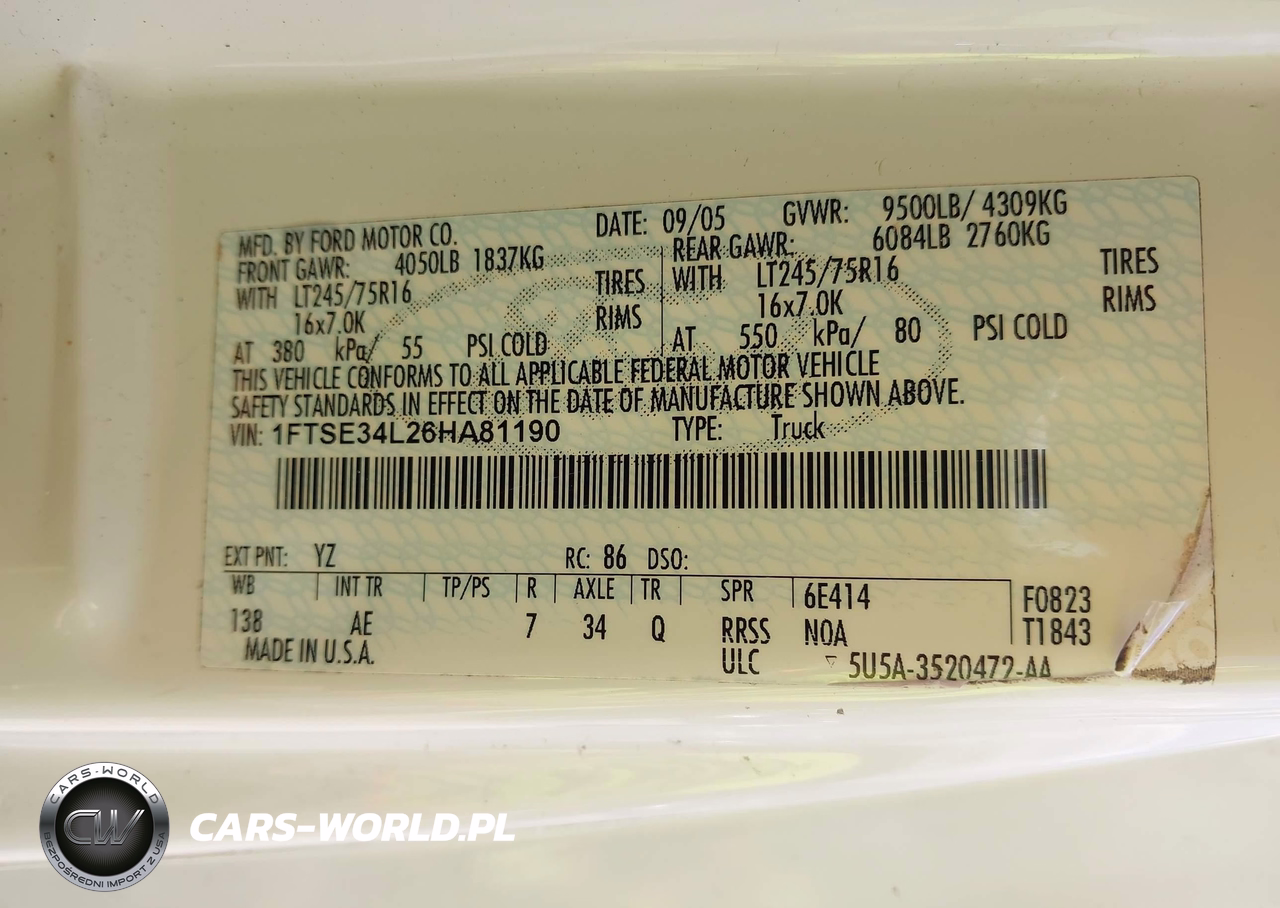 MFD. BY FORD MOTOR CO. DATE: 09/05 GVWR: 9500LB/ 4309KG
FRONT GAWR: 4050LB 1837KG REAR GAWR: 6084LB 2760KG
WITH LT245/75R16 TIRES WITH LT245/75R16 TIRES
16x7.0K RIMS 16x7.0K RIMS
AT 380 kPa/ 55 PSI COLD AT 550 kPa/ 80 PSI COLD
THIS VEHICLE CONFORMS TO ALL APPLICABLE FEDERAL MOTOR VEHICLE
SAFETY STANDARDS IN EFFECT ON THE DATE OF MANUFACTURE SHOWN ABOVE.
VIN: 1FTSE34L26HA81190 TYPE: Truck
EXT PNT: YZ RC: 86 DSO:
WB INT TR TP/PS R AXLE TR SPR 6E414 F0823
138 AE 7 34 Q RRSS NQA T1843
MADE IN U.S.A. ULC ▽ 5U5A-3520472-AA
CARS-WORLD
CW
BEZPOŚREDNI IMPORT Z USA
CARS-WORLD.PL